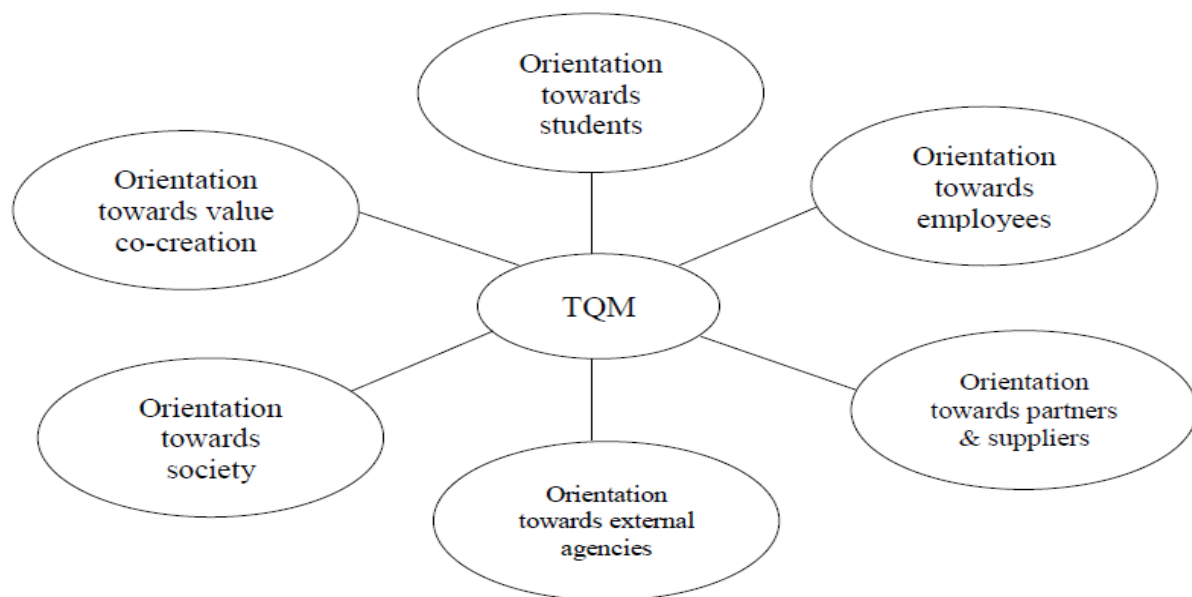 Orientation
towards
students
Orientation
towards
employees
Orientation
towards value
co-creation
TQM
Orientation
towards partners
& suppliers
Orientation
towards
society
Orientation
towards external
agencies